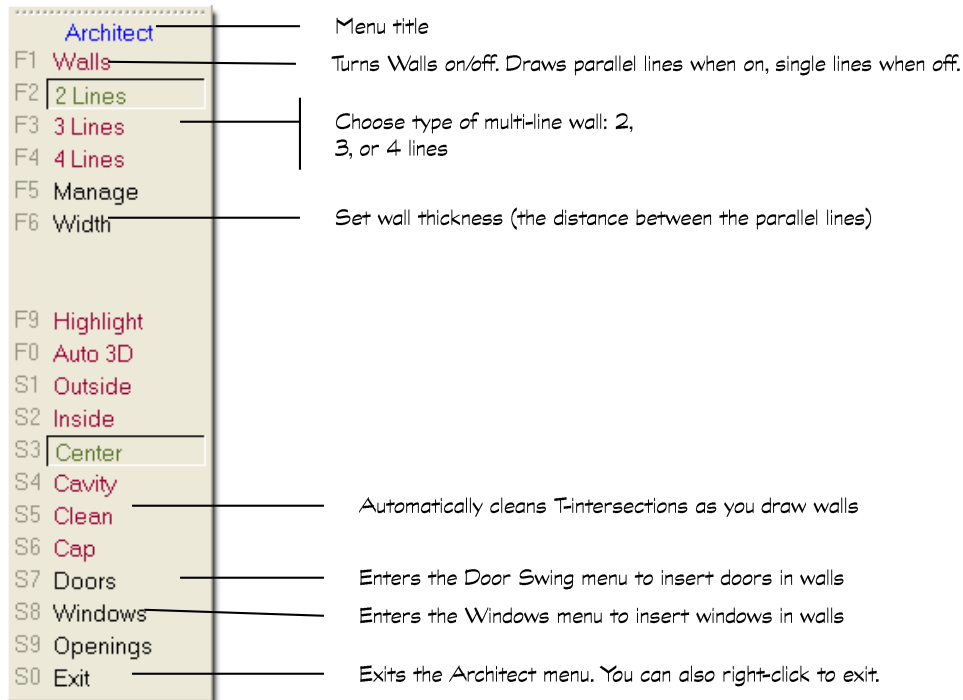 Architect Menu title
F1 Walls Turns Walls on/off. Draws parallel lines when on, single lines when off.
F2 2 Lines
F3 3 Lines Choose type of multi-line wall: 2,
3, or 4 lines
F4 4 Lines
F5 Manage
F6 Width Set wall thickness (the distance between the parallel lines)
F9 Highlight
F0 Auto 3D
S1 Outside
S2 Inside
S3 Center
S4 Cavity
S5 Clean Automatically cleans T-intersections as you draw walls
S6 Cap
S7 Doors Enters the Door Swing menu to insert doors in walls
S8 Windows Enters the Windows menu to insert windows in walls
S9 Openings
S0 Exit Exits the Architect menu. You can also right-click to exit.